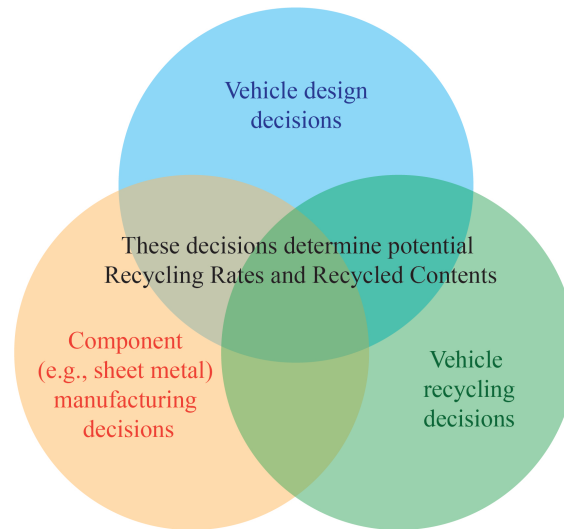 Vehicle design
decisions
These decisions determine potential
Recycling Rates and Recycled Contents
Component
(e.g., sheet metal)
manufacturing
decisions
Vehicle
recycling
decisions